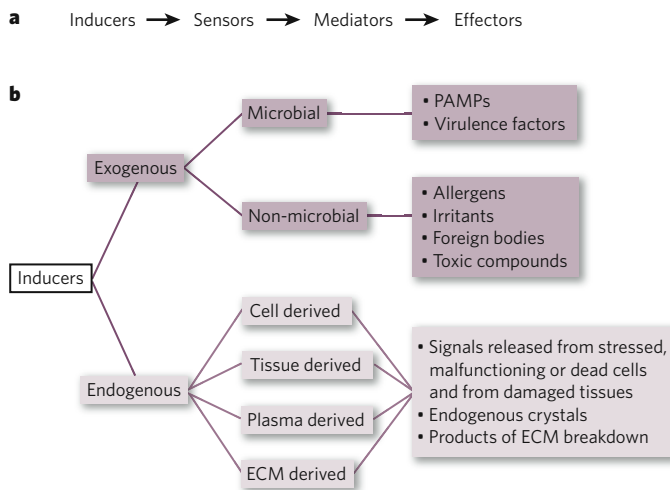 a Inducers → Sensors → Mediators → Effectors
b
Inducers
Exogenous
Microbial
• PAMPs
• Virulence factors
Non-microbial
• Allergens
• Irritants
• Foreign bodies
• Toxic compounds
Endogenous
Cell derived
Tissue derived
Plasma derived
ECM derived
• Signals released from stressed,
malfunctioning or dead cells
and from damaged tissues
• Endogenous crystals
• Products of ECM breakdown